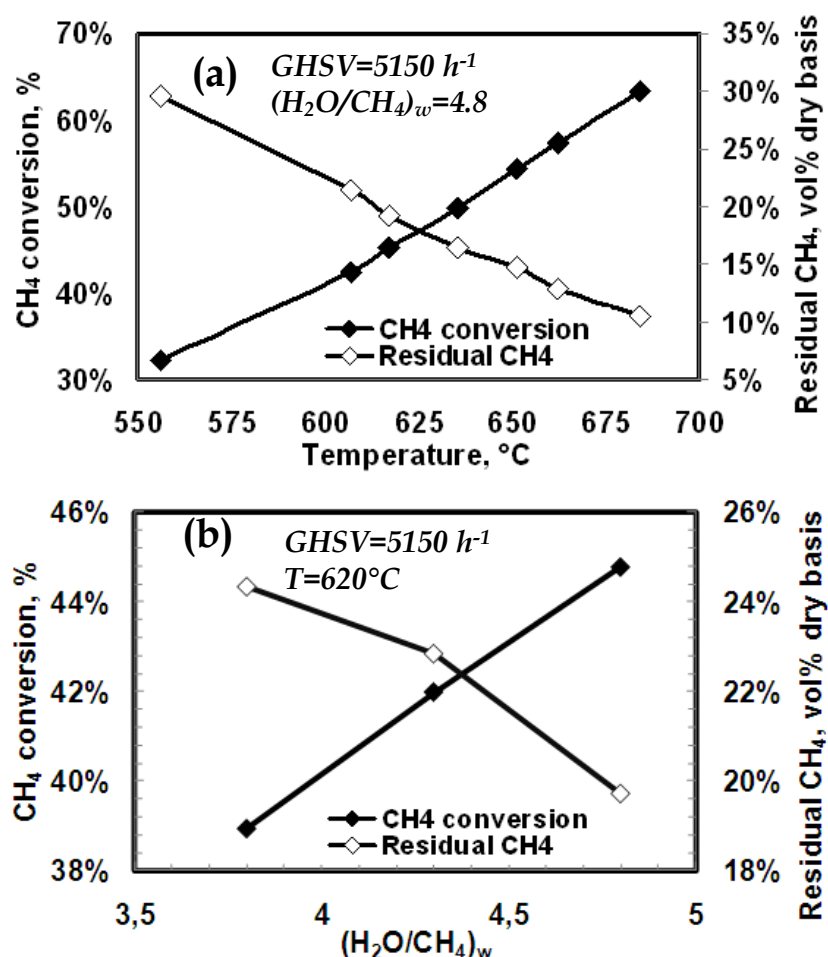 70%
60%
50%
40%
30%
CH₄ conversion, %
(a)
GHSV=5150 h⁻¹
(H₂O/CH₄)w=4.8
CH4 conversion
Residual CH4
35%
30%
25%
20%
15%
10%
5%
Residual CH₄, vol% dry basis
550 575 600 625 650 675 700
Temperature, °C
46%
44%
42%
40%
38%
CH₄ conversion, %
(b)
GHSV=5150 h⁻¹
T=620°C
CH4 conversion
Residual CH4
26%
24%
22%
20%
18%
Residual CH₄, vol% dry basis
3,5 4 4,5 5
(H₂O/CH₄)w